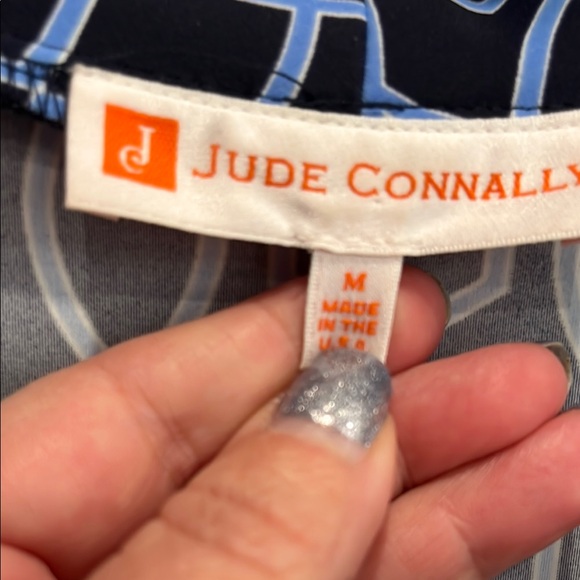 JC
JUDE CONNALLY
M
MADE
IN THE
U.S.A.